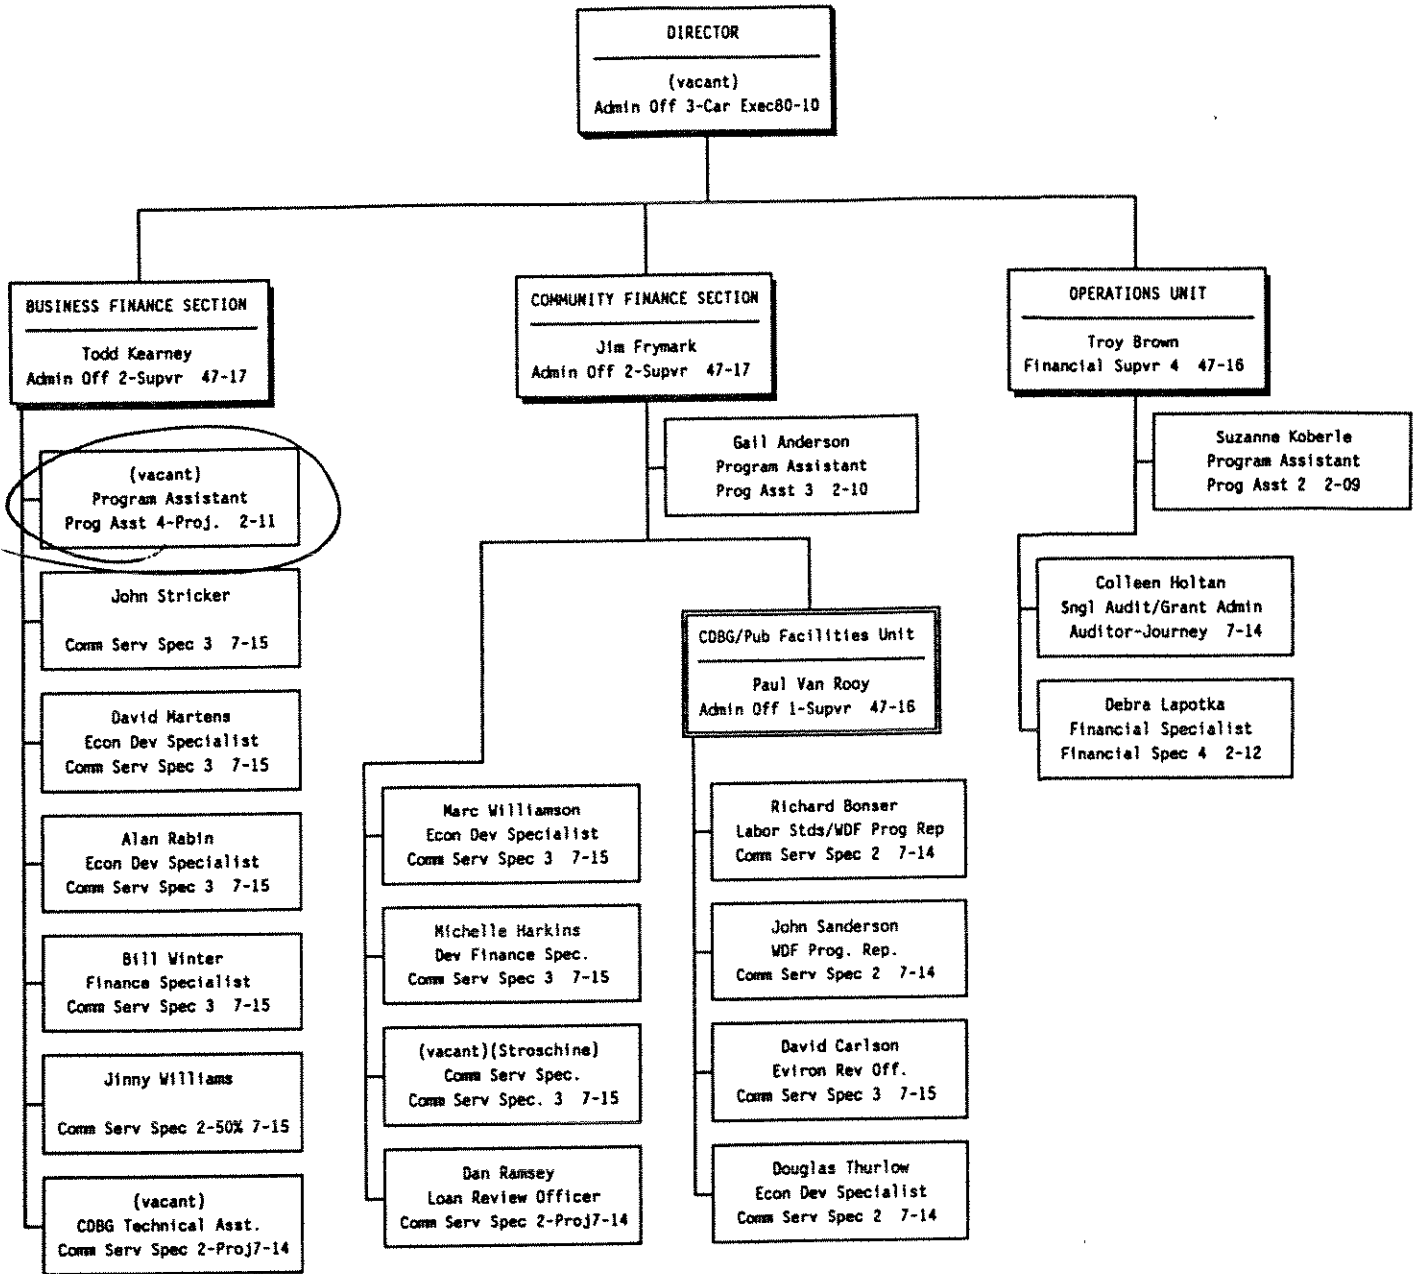 DIRECTOR
(vacant)
Admin Off 3-Car Exec80-10
BUSINESS FINANCE SECTION
Todd Kearney
Admin Off 2-Supvr 47-17
(vacant)
Program Assistant
Prog Asst 4-Proj. 2-11
John Stricker
Comm Serv Spec 3 7-15
David Martens
Econ Dev Specialist
Comm Serv Spec 3 7-15
Alan Rabin
Econ Dev Specialist
Comm Serv Spec 3 7-15
Bill Winter
Finance Specialist
Comm Serv Spec 3 7-15
Jinny Williams
Comm Serv Spec 2-50% 7-15
(vacant)
CDBG Technical Asst.
Comm Serv Spec 2-Proj7-14
COMMUNITY FINANCE SECTION
Jim Frymark
Admin Off 2-Supvr 47-17
Gail Anderson
Program Assistant
Prog Asst 3 2-10
Marc Williamson
Econ Dev Specialist
Comm Serv Spec 3 7-15
Michelle Harkins
Dev Finance Spec.
Comm Serv Spec 3 7-15
(vacant)(Stroschine)
Comm Serv Spec.
Comm Serv Spec. 3 7-15
Dan Ramsey
Loan Review Officer
Comm Serv Spec 2-Proj7-14
CDBG/Pub Facilities Unit
Paul Van Rooy
Admin Off 1-Supvr 47-16
Richard Bonser
Labor Stds/WDF Prog Rep
Comm Serv Spec 2 7-14
John Sanderson
WDF Prog. Rep.
Comm Serv Spec 2 7-14
David Carlson
Eviron Rev Off.
Comm Serv Spec 3 7-15
Douglas Thurlow
Econ Dev Specialist
Comm Serv Spec 2 7-14
OPERATIONS UNIT
Troy Brown
Financial Supvr 4 47-16
Suzanne Koberle
Program Assistant
Prog Asst 2 2-09
Colleen Holtan
Sngl Audit/Grant Admin
Auditor-Journey 7-14
Debra Lapotka
Financial Specialist
Financial Spec 4 2-12